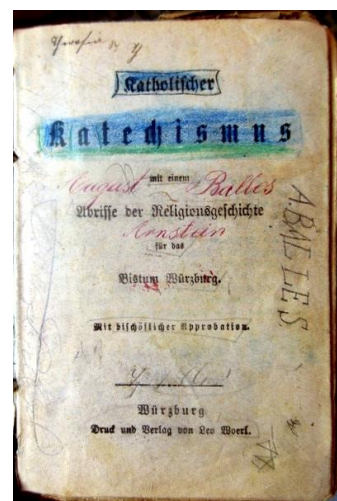 Katholischer
Katechismus
mit einem
August Balles
Abrisse der Religionsgeschichte
Arnstein
für das
Bistum Würzburg.
A. BALLES
Mit bischöflicher Approbation.
Würzburg
Druck und Verlag von Leo Woerl.